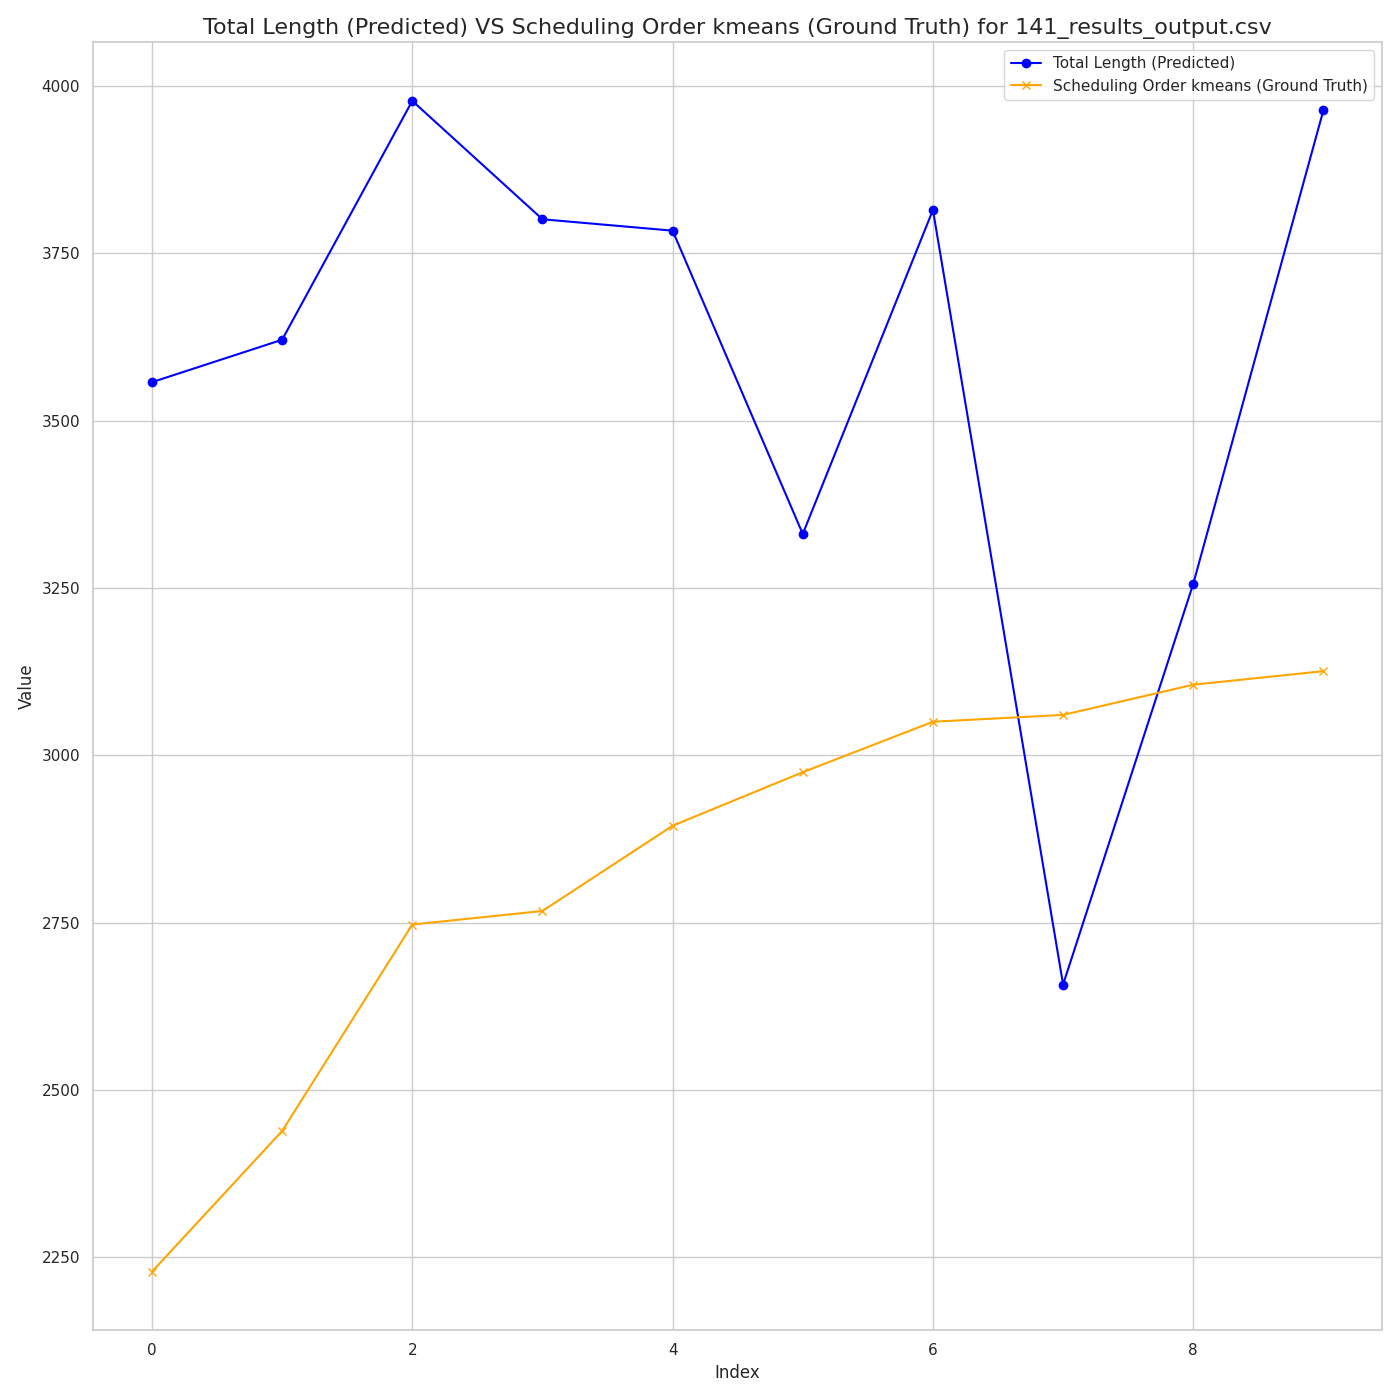 Total Length (Predicted) VS Scheduling Order kmeans (Ground Truth) for 141_results_output.csv
Total Length (Predicted)
Scheduling Order kmeans (Ground Truth)
4000
3750
3500
3250
3000
2750
2500
2250
Value
0 2 4 6 8
Index